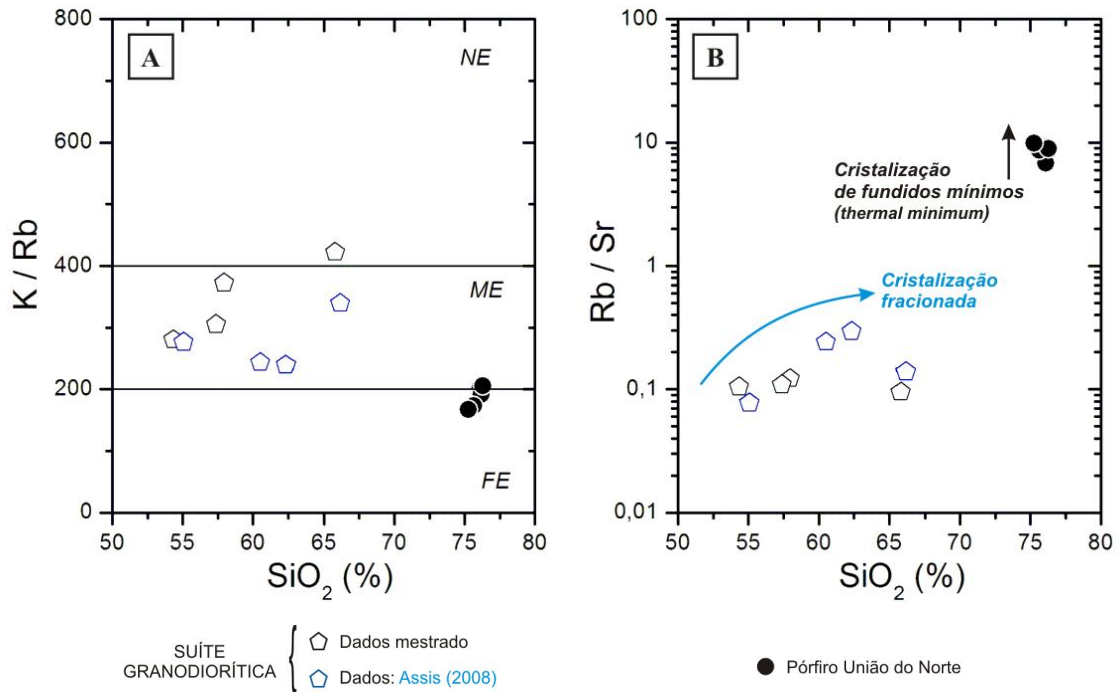 A
NE
ME
FE
800
600
400
200
0
K / Rb
50 55 60 65 70 75 80
SiO2 (%)
B
Cristalização
de fundidos mínimos
(thermal minimum)
Cristalização
fracionada
100
10
1
0,1
0,01
Rb / Sr
50 55 60 65 70 75 80
SiO2 (%)
SUÍTE
GRANODIORÍTICA
Dados mestrado
Dados: Assis (2008)
Pórfiro União do Norte